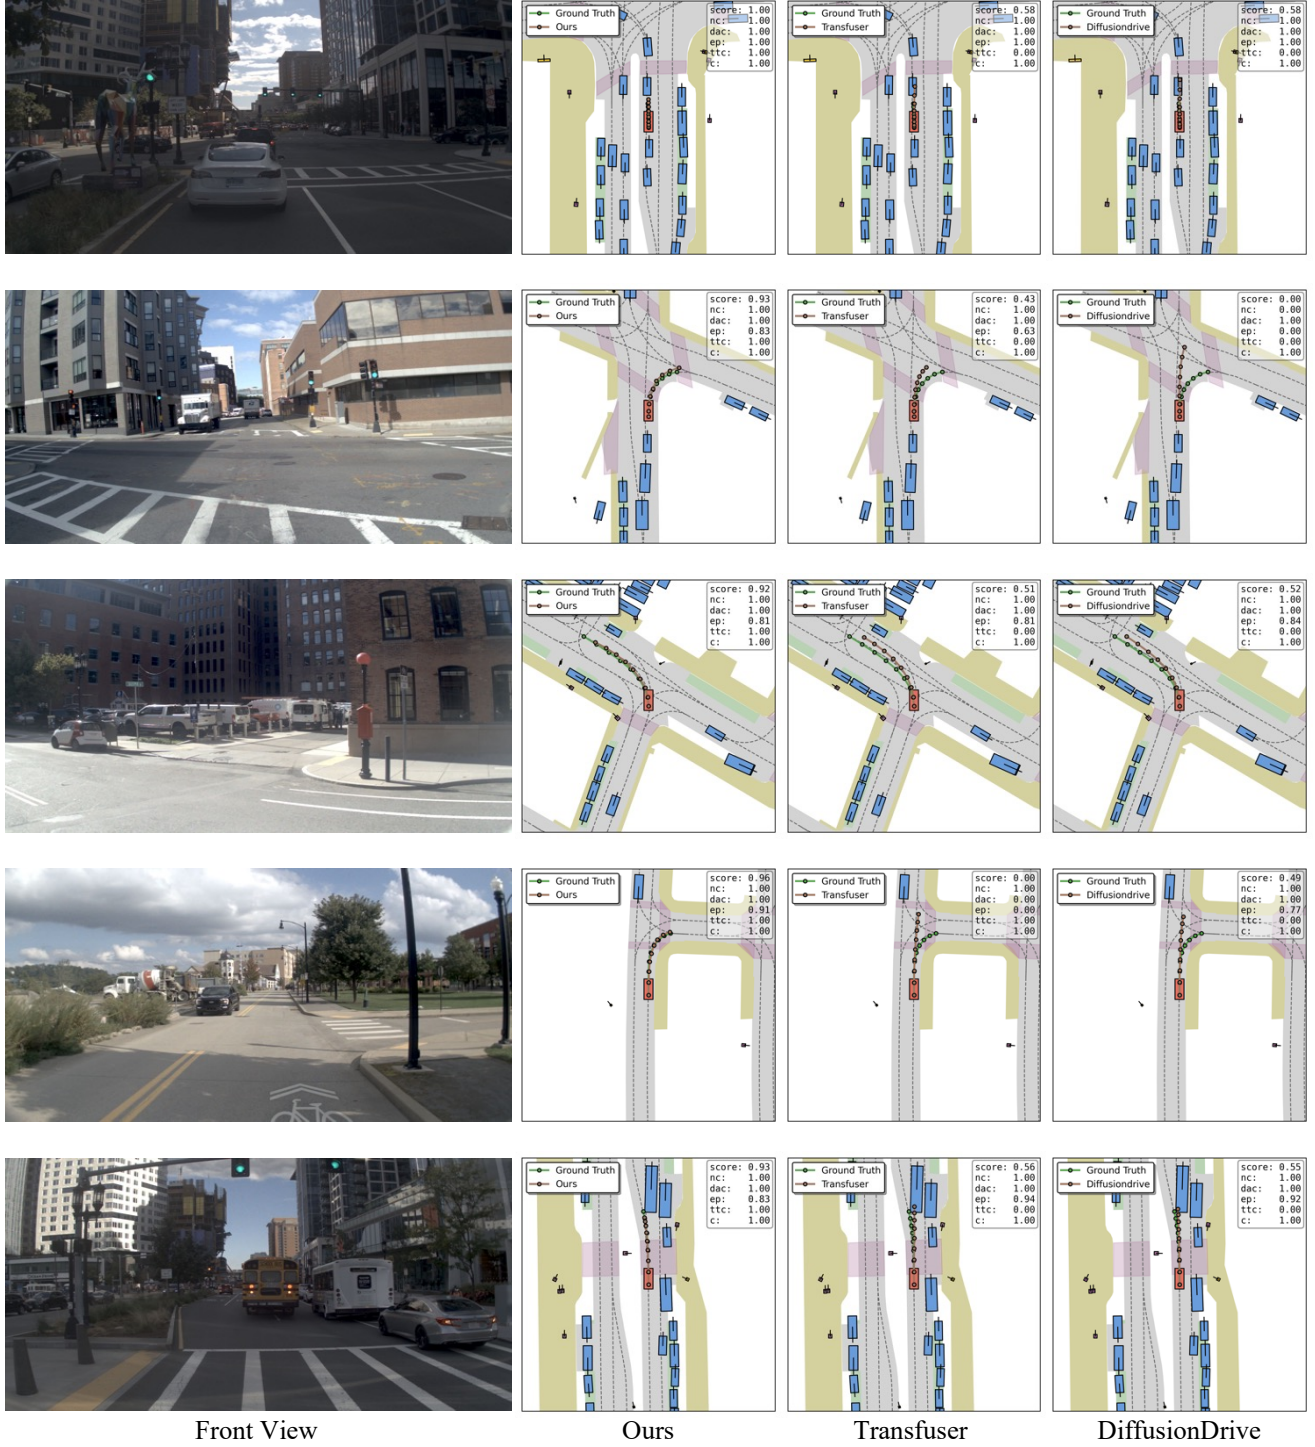 Ground Truth
Ours
score: 1.00
nc: 1.00
dac: 1.00
ep: 1.00
ttc: 1.00
c: 1.00
Ground Truth
Transfuser
score: 0.58
nc: 1.00
dac: 1.00
ep: 1.00
ttc: 0.00
c: 1.00
Ground Truth
Diffusiondrive
score: 0.58
nc: 1.00
dac: 1.00
ep: 1.00
ttc: 0.00
c: 1.00
Ground Truth
Ours
score: 0.93
nc: 1.00
dac: 1.00
ep: 0.83
ttc: 1.00
c: 1.00
Ground Truth
Transfuser
score: 0.43
nc: 1.00
dac: 1.00
ep: 0.63
ttc: 0.00
c: 1.00
Ground Truth
Diffusiondrive
score: 0.00
nc: 0.00
dac: 1.00
ep: 0.00
ttc: 0.00
c: 1.00
Ground Truth
Ours
score: 0.92
nc: 1.00
dac: 1.00
ep: 0.81
ttc: 1.00
c: 1.00
Ground Truth
Transfuser
score: 0.51
nc: 1.00
dac: 1.00
ep: 0.81
ttc: 0.00
c: 1.00
Ground Truth
Diffusiondrive
score: 0.52
nc: 1.00
dac: 1.00
ep: 0.84
ttc: 0.00
c: 1.00
Ground Truth
Ours
score: 0.96
nc: 1.00
dac: 1.00
ep: 0.91
ttc: 1.00
c: 1.00
Ground Truth
Transfuser
score: 0.00
nc: 1.00
dac: 0.00
ep: 0.00
ttc: 1.00
c: 1.00
Ground Truth
Diffusiondrive
score: 0.49
nc: 1.00
dac: 1.00
ep: 0.77
ttc: 0.00
c: 1.00
Ground Truth
Ours
score: 0.93
nc: 1.00
dac: 1.00
ep: 0.83
ttc: 1.00
c: 1.00
Ground Truth
Transfuser
score: 0.56
nc: 1.00
dac: 1.00
ep: 0.94
ttc: 0.00
c: 1.00
Ground Truth
Diffusiondrive
score: 0.55
nc: 1.00
dac: 1.00
ep: 0.92
ttc: 0.00
c: 1.00
Front View
Ours
Transfuser
DiffusionDrive